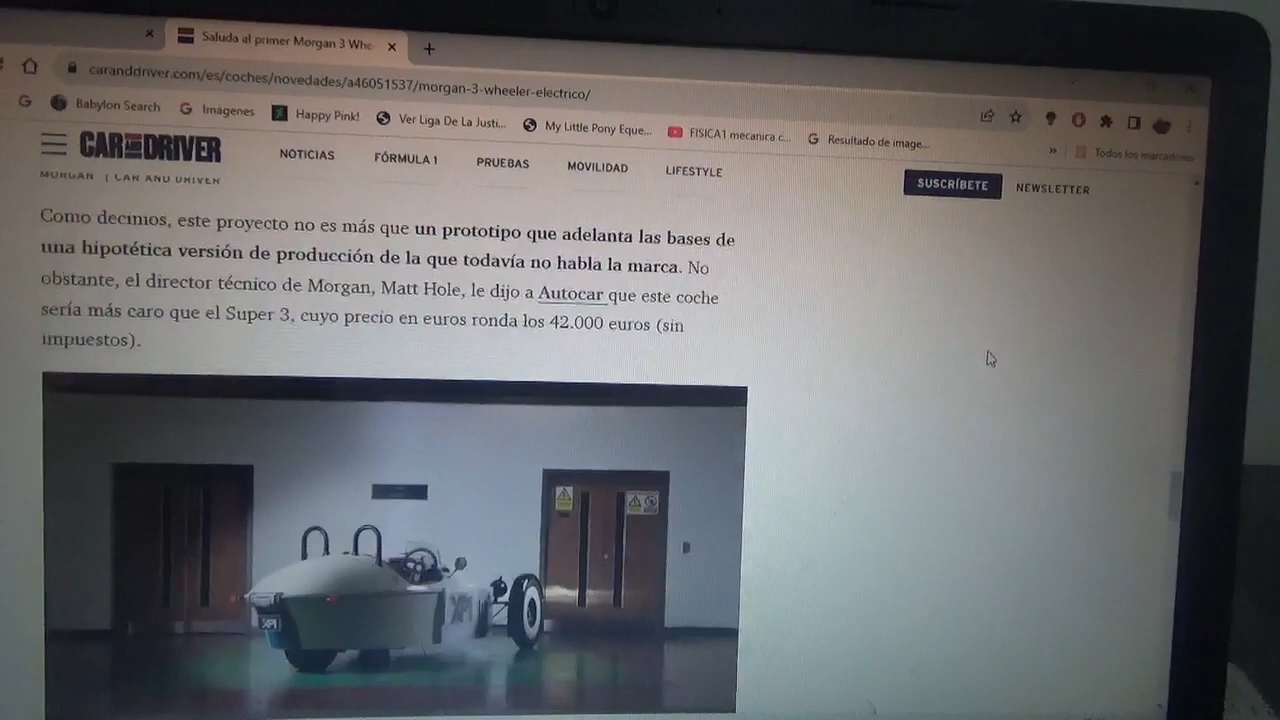 Saluda al primer Morgan 3 Whe
caranddriver.com/es/coches/novedades/a46051537/morgan-3-wheeler-electrico/
Babylon Search
Imágenes
Happy Pink!
Ver Liga De La Justi...
My Little Pony Eque...
FISICA1 mecanica c...
Resultado de image...
Todos los marcadores
CAR AND DRIVER
NOTICIAS
FÓRMULA 1
PRUEBAS
MOVILIDAD
LIFESTYLE
SUSCRÍBETE
NEWSLETTER
MORGAN | CAR AND DRIVER
Como decimos, este proyecto no es más que un prototipo que adelanta las bases de
una hipotética versión de producción de la que todavía no habla la marca. No
obstante, el director técnico de Morgan, Matt Hole, le dijo a Autocar que este coche
sería más caro que el Super 3, cuyo precio en euros ronda los 42.000 euros (sin
impuestos).
XP1
XP1